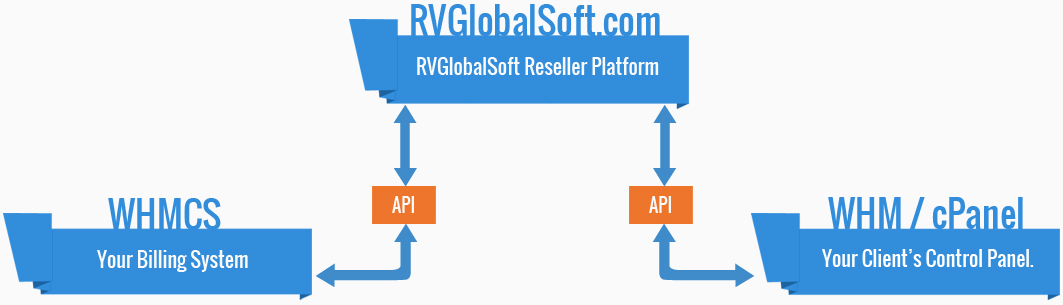 RVGlobalSoft.com
RVGlobalSoft Reseller Platform
API
API
WHMCS
Your Billing System
WHM / cPanel
Your Client's Control Panel.